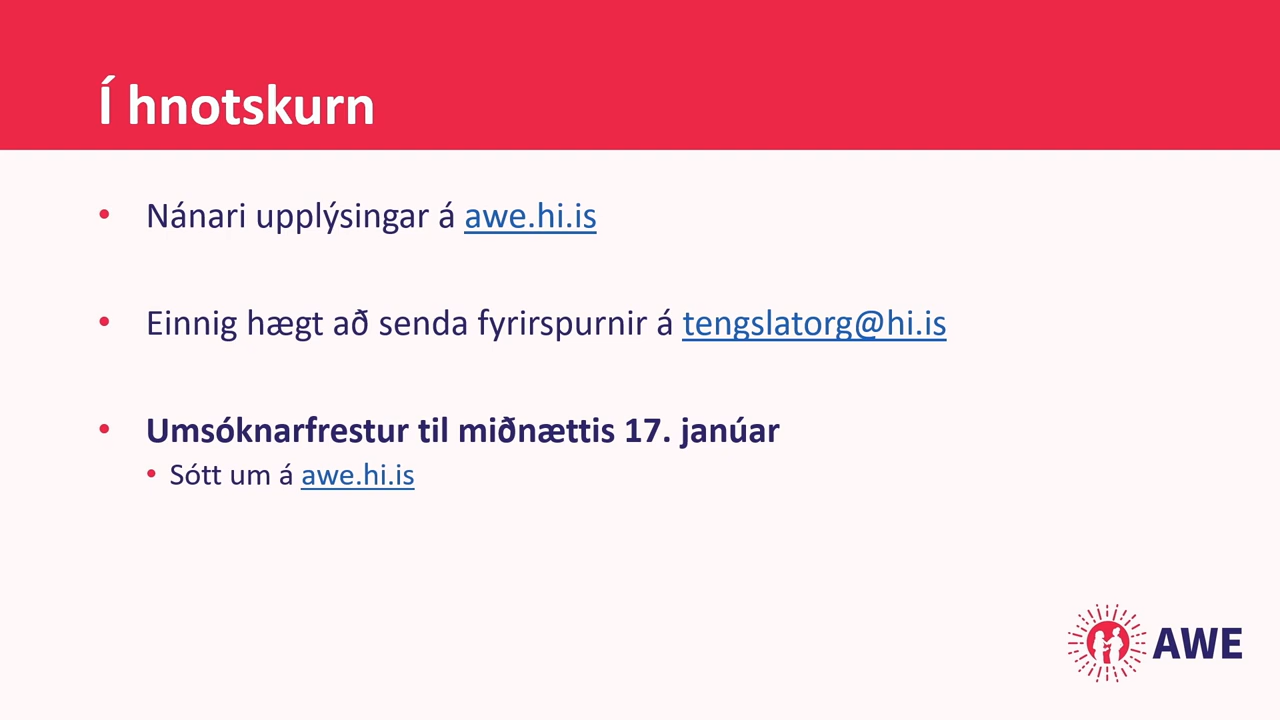 Í hnotskurn
• Nánari upplýsingar á awe.hi.is
• Einnig hægt að senda fyrirspurnir á tengslatorg@hi.is
• Umsóknarfrestur til miðnættis 17. janúar
• Sótt um á awe.hi.is
AWE